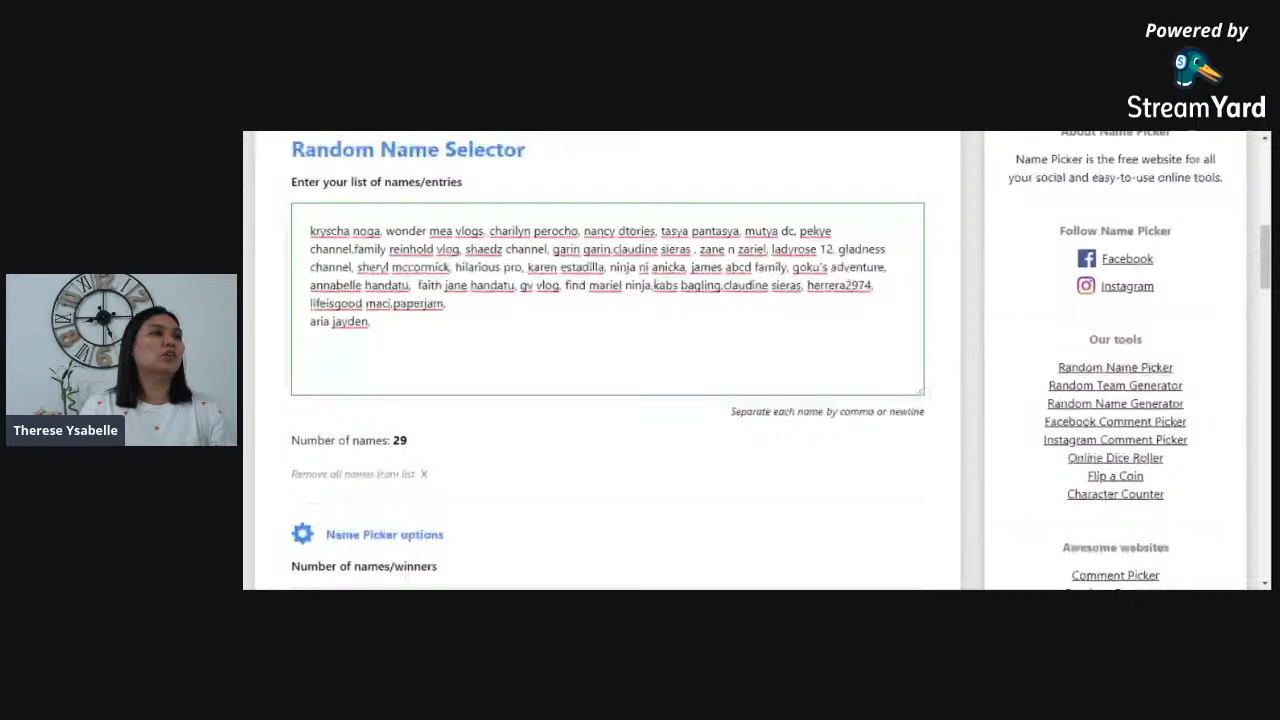 Powered by
StreamYard
Random Name Selector
Enter your list of names/entries
kryscha noga, wonder mea vlogs, charilyn perocho, nancy dtories, tasya pantasya, mutya dc, pekye
channel.family reinhold vlog, shaedz channel, garin garin.claudine sieras , zane n zariel, ladyrose 12, gladness
channel, sheryl mccormick, hilarious pro, karen estadilla, ninja ni anicka, james abcd family, goku's adventure,
annabelle handatu, faith jane handatu, gv vlog, find mariel ninja,kabs bagling.claudine sieras, herrera2974,
lifeisgood maci.paperjam,
aria jayden,
Separate each name by comma or newline
Number of names: 29
Remove all names from list X
Name Picker options
Number of names/winners
About Name Picker
Name Picker is the free website for all
your social and easy-to-use online tools.
Follow Name Picker
Facebook
Instagram
Our tools
Random Name Picker
Random Team Generator
Random Name Generator
Facebook Comment Picker
Instagram Comment Picker
Online Dice Roller
Flip a Coin
Character Counter
Awesome websites
Comment Picker
Therese Ysabelle